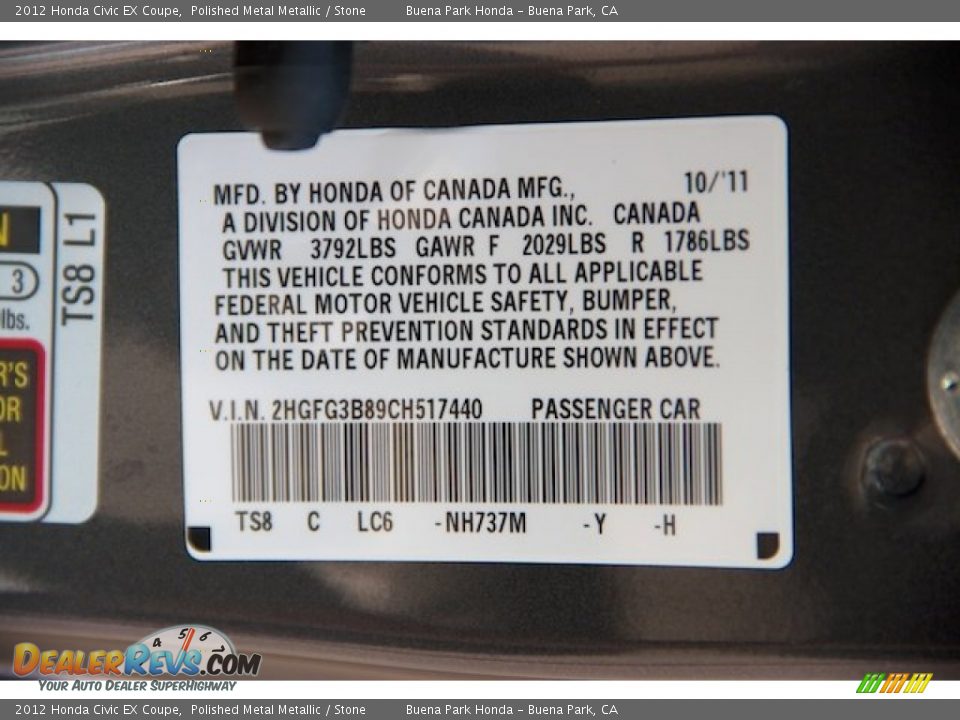 2012 Honda Civic EX Coupe, Polished Metal Metallic / Stone Buena Park Honda - Buena Park, CA
MFD. BY HONDA OF CANADA MFG., 10/'11
A DIVISION OF HONDA CANADA INC. CANADA
GVWR 3792LBS GAWR F 2029LBS R 1786LBS
THIS VEHICLE CONFORMS TO ALL APPLICABLE
FEDERAL MOTOR VEHICLE SAFETY, BUMPER,
AND THEFT PREVENTION STANDARDS IN EFFECT
ON THE DATE OF MANUFACTURE SHOWN ABOVE.
V.I.N. 2HGFG3B89CH517440 PASSENGER CAR
TS8 C LC6 -NH737M -Y -H
TS8 L1
3
lbs.
4 5 6
DEALERREVS.COM
YOUR AUTO DEALER SUPERHIGHWAY
2012 Honda Civic EX Coupe, Polished Metal Metallic / Stone Buena Park Honda - Buena Park, CA